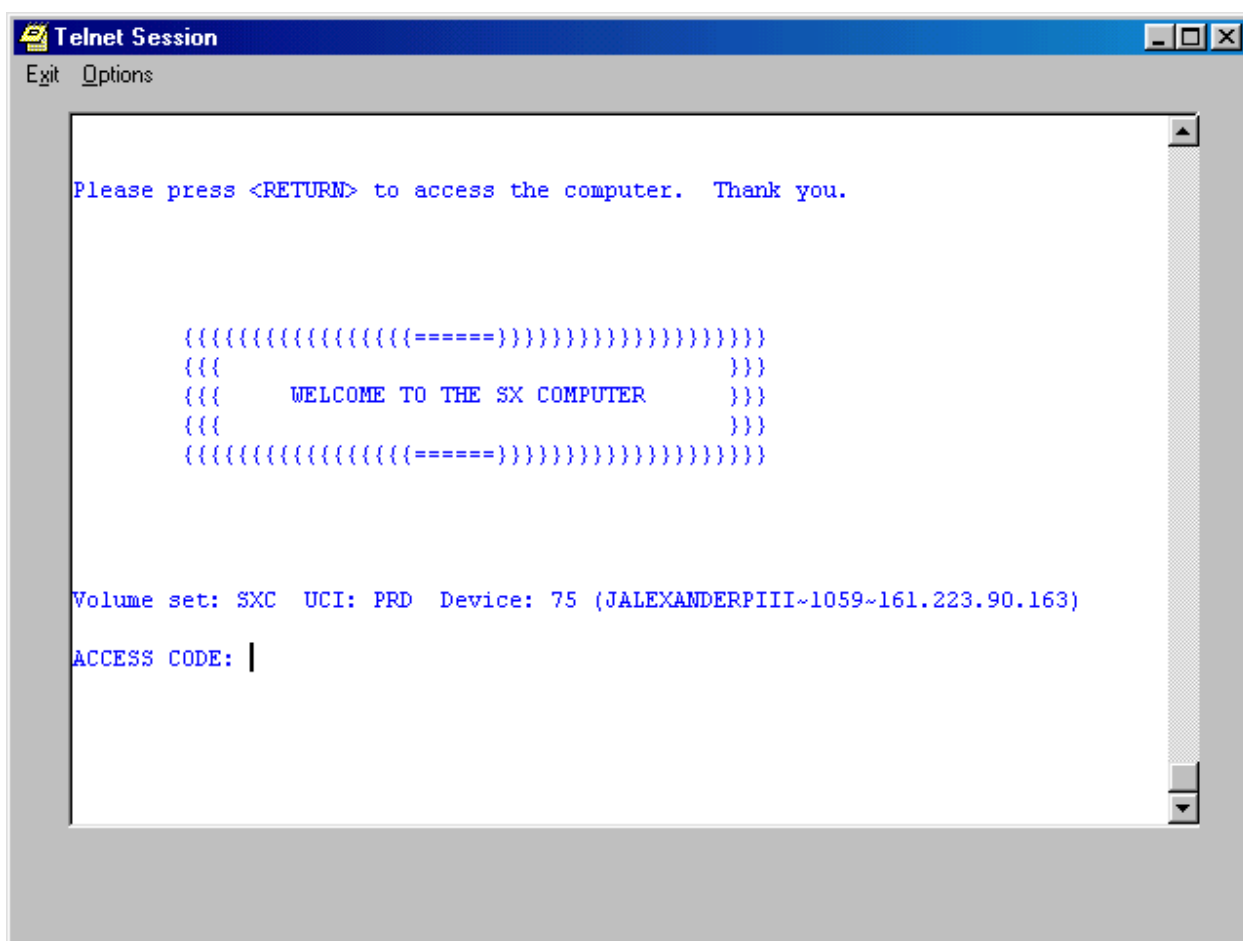 Telnet Session
Exit Options
Please press <RETURN> to access the computer.  Thank you.
{{{{{{{{{{{{{{{{{======}}}}}}}}}}}}}}}}}}}}
{{{                                     }}}
{{{     WELCOME TO THE SX COMPUTER      }}}
{{{                                     }}}
{{{{{{{{{{{{{{{{{======}}}}}}}}}}}}}}}}}}}}
Volume set: SXC  UCI: PRD  Device: 75 (JALEXANDERPIII~1059~161.223.90.163)
ACCESS CODE: